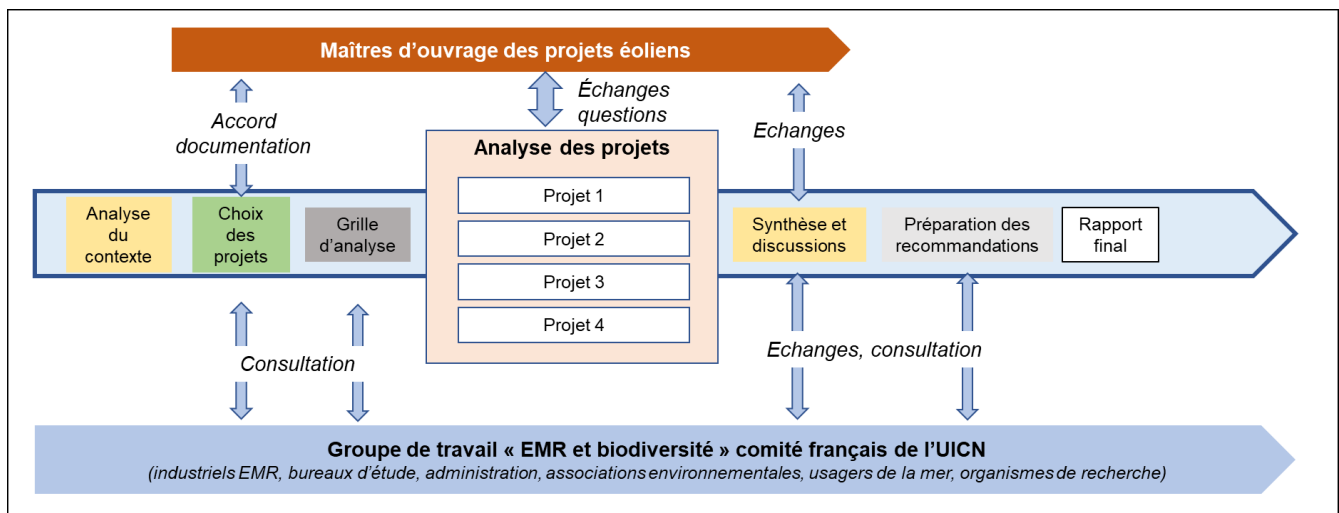 Maîtres d'ouvrage des projets éoliens
Accord
documentation
Échanges
questions
Echanges
Analyse des projets
Projet 1
Projet 2
Projet 3
Projet 4
Analyse
du
contexte
Choix
des
projets
Grille
d'analyse
Synthèse et
discussions
Préparation des
recommandations
Rapport
final
Consultation
Echanges, consultation
Groupe de travail « EMR et biodiversité » comité français de l'UICN
(industriels EMR, bureaux d'étude, administration, associations environnementales, usagers de la mer, organismes de recherche)